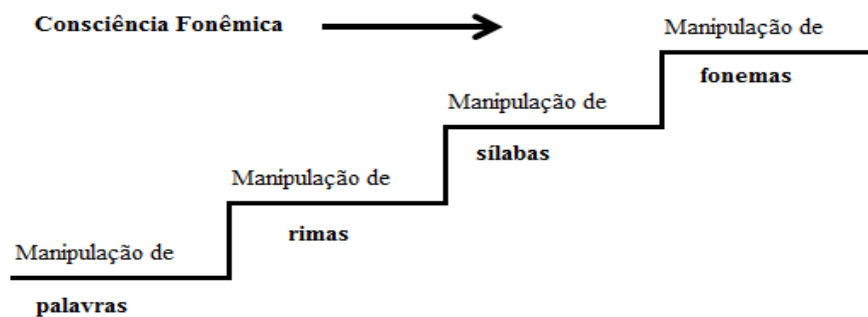 Consciência Fonêmica
Manipulação de
fonemas
Manipulação de
sílabas
Manipulação de
rimas
Manipulação de
palavras